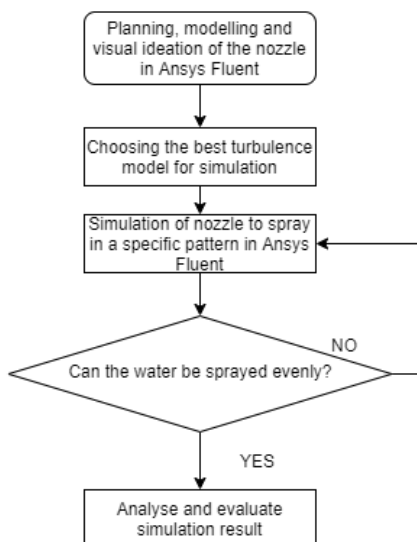 Planning, modelling and
visual ideation of the nozzle
in Ansys Fluent
Choosing the best turbulence
model for simulation
Simulation of nozzle to spray
in a specific pattern in Ansys
Fluent
NO
Can the water be sprayed evenly?
YES
Analyse and evaluate
simulation result